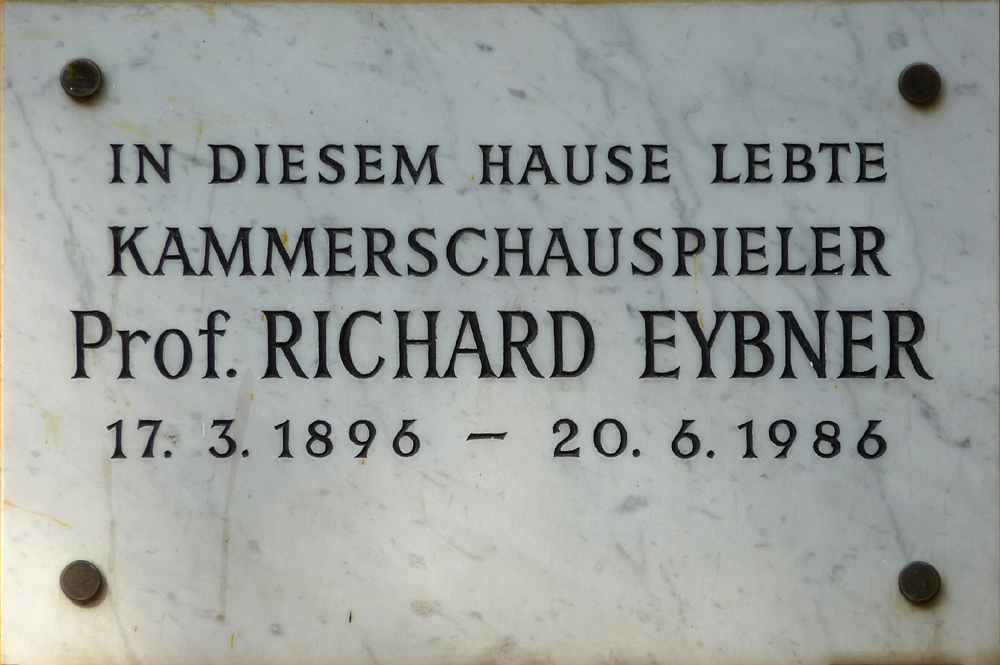 IN DIESEM HAUSE LEBTE
KAMMERSCHAUSPIELER
Prof. RICHARD EYBNER
17. 3. 1896 – 20. 6. 1986